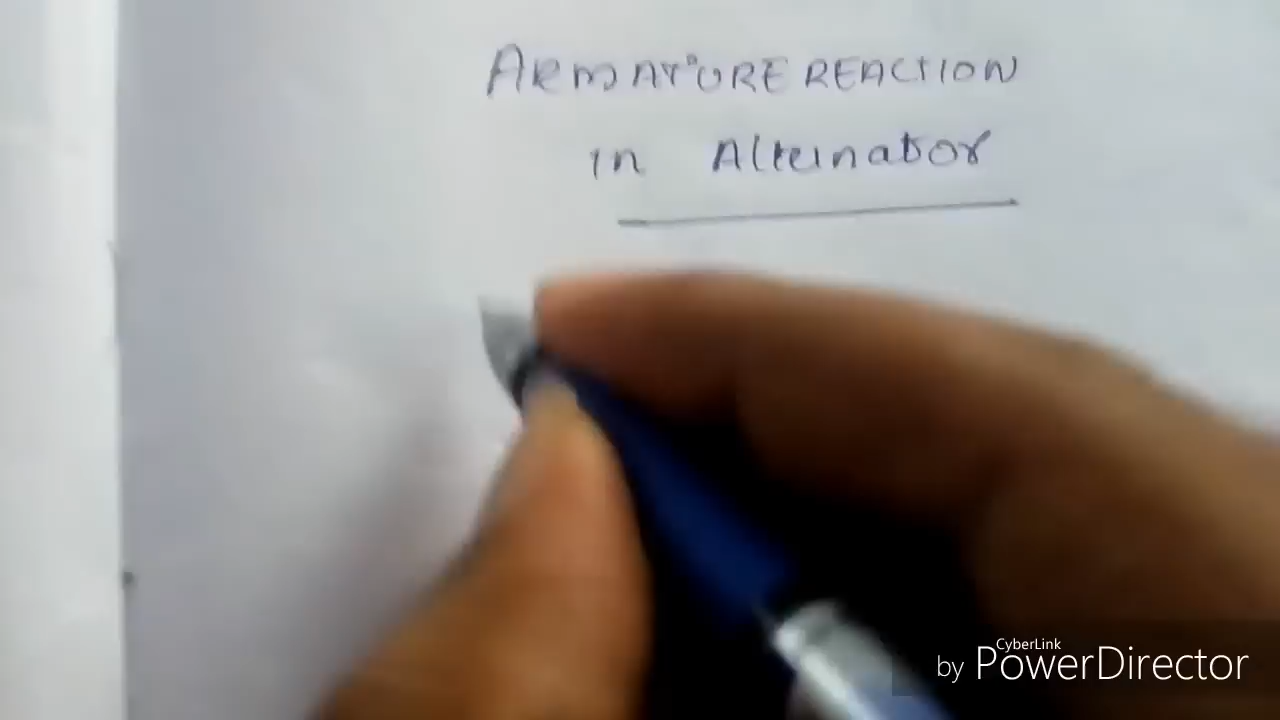 ARMATURE REACTION
in Alternator
CyberLink
by PowerDirector